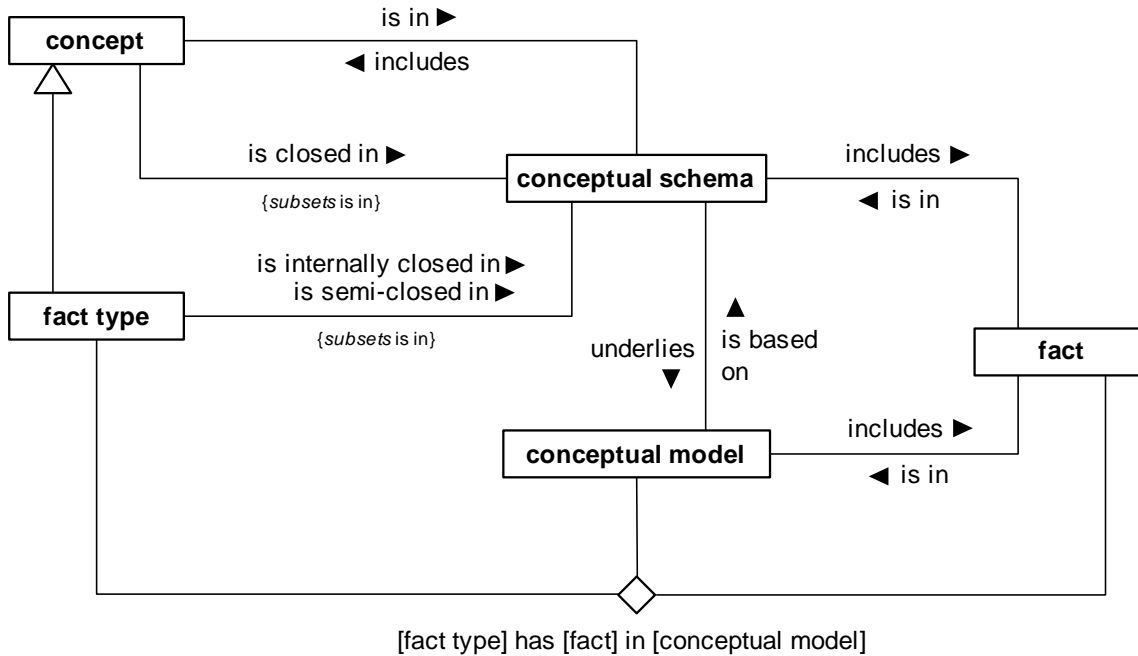 is in ►
concept
◄ includes
is closed in ►
includes ►
conceptual schema
{subsets is in}
◄ is in
is internally closed in ►
is semi-closed in ►
fact type
{subsets is in}
underlies
▼
▲
is based
on
fact
conceptual model
includes ►
◄ is in
[fact type] has [fact] in [conceptual model]